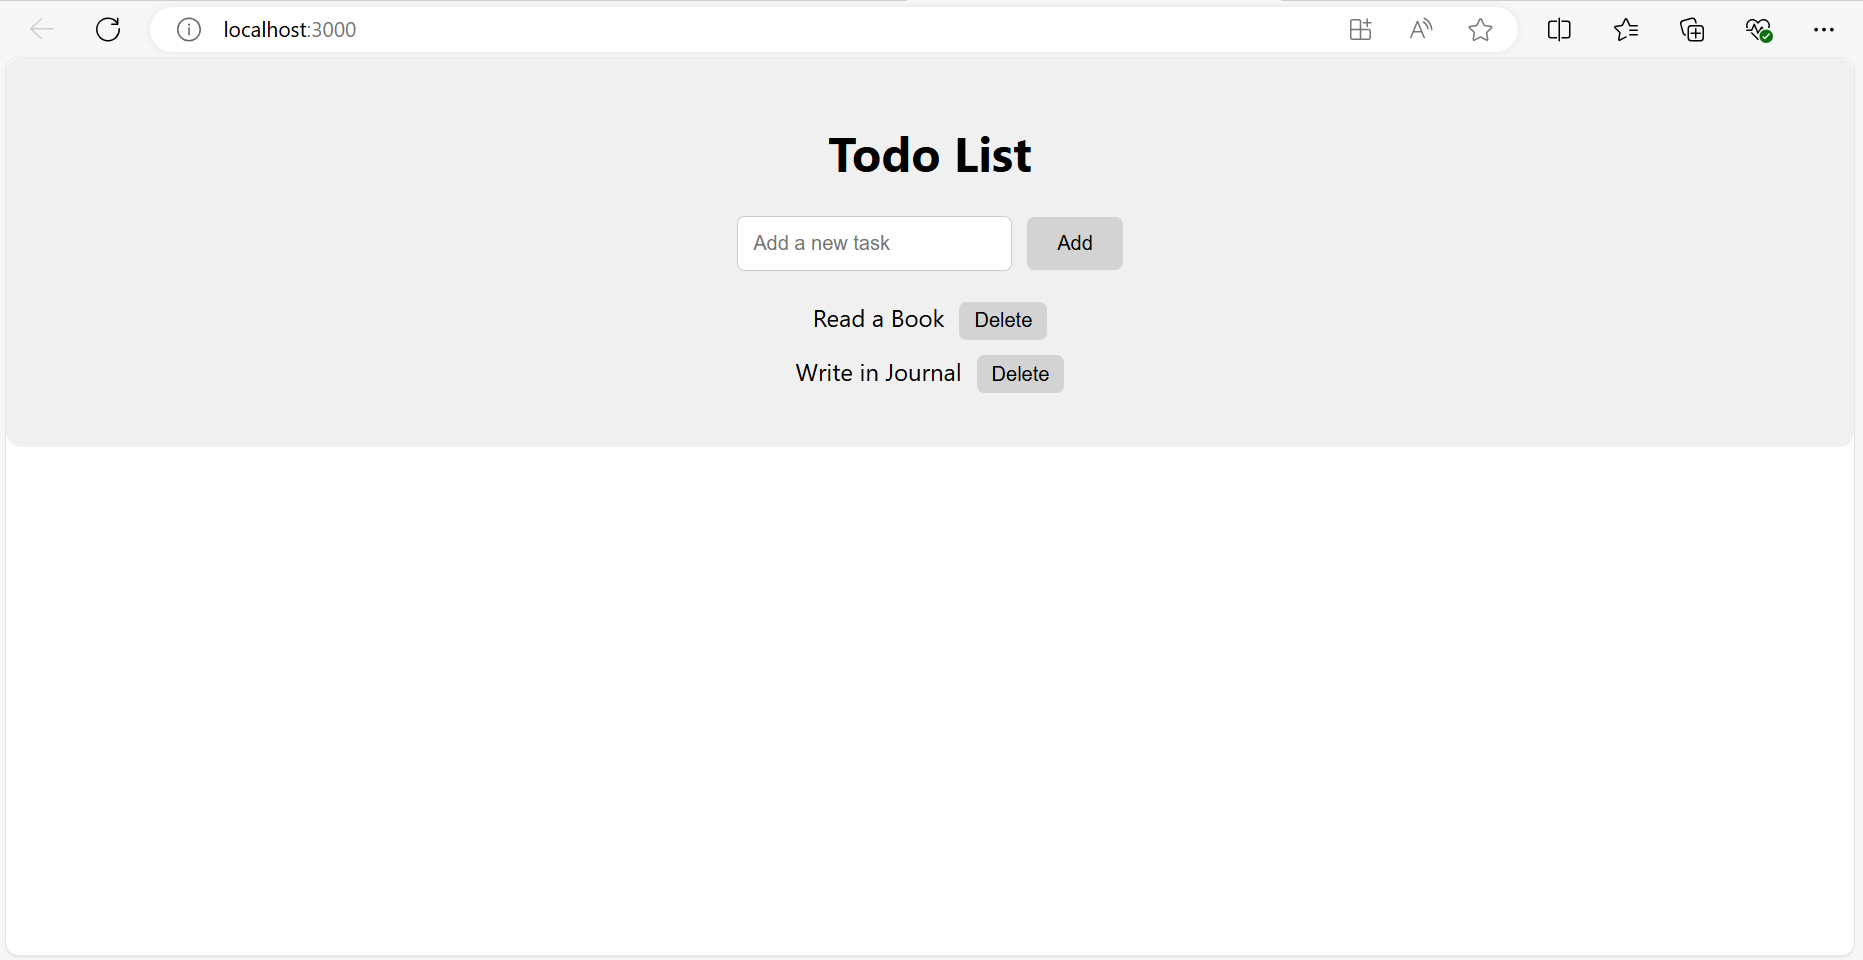 localhost:3000
Todo List
Add a new task Add
Read a Book Delete
Write in Journal Delete